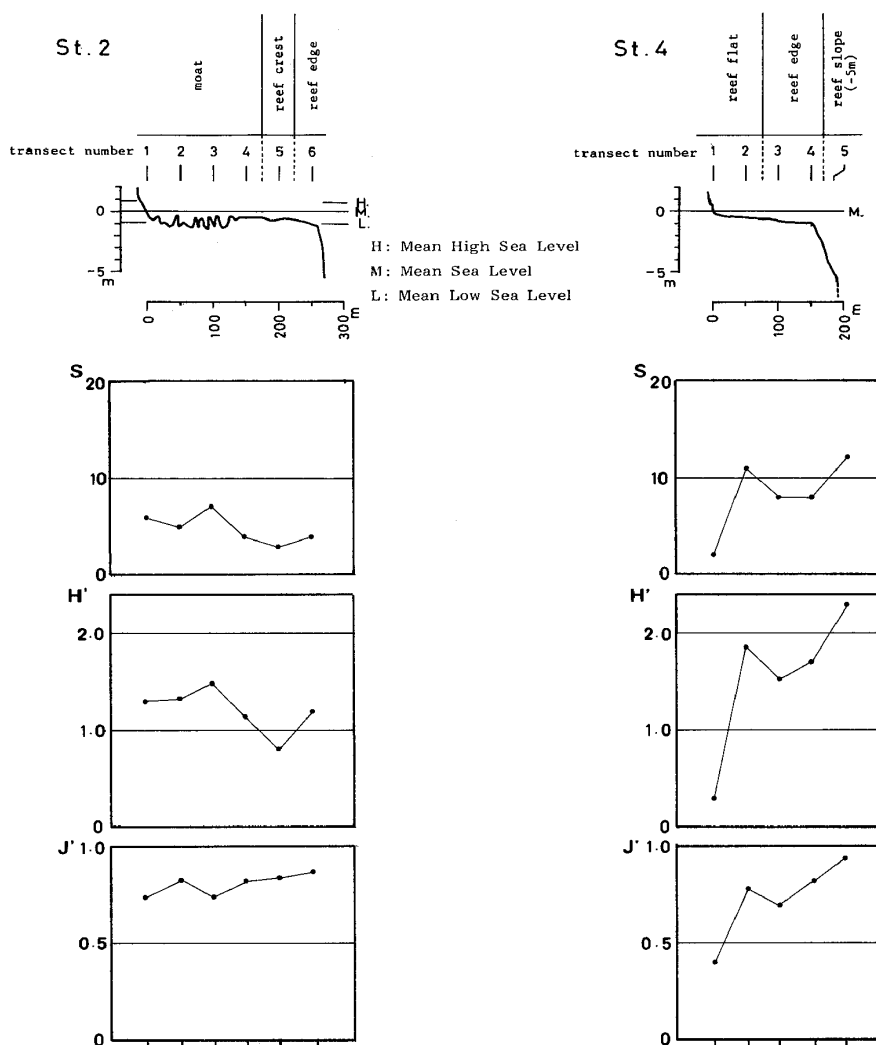 St.2
moat
reef crest
reef edge
transect number
1 2 3 4 5 6
0
-5
m
H.
M.
L.
0 100 200 300 m
H: Mean High Sea Level
M: Mean Sea Level
L: Mean Low Sea Level
S
20
10
0
H'
2.0
1.0
0
J'
1.0
0.5
0
St.4
reef flat
reef edge
reef slope
(-5m)
transect number
1 2 3 4 5
0
-5
m
M.
0 100 200 m
S
20
10
0
H'
2.0
1.0
0
J'
1.0
0.5
0